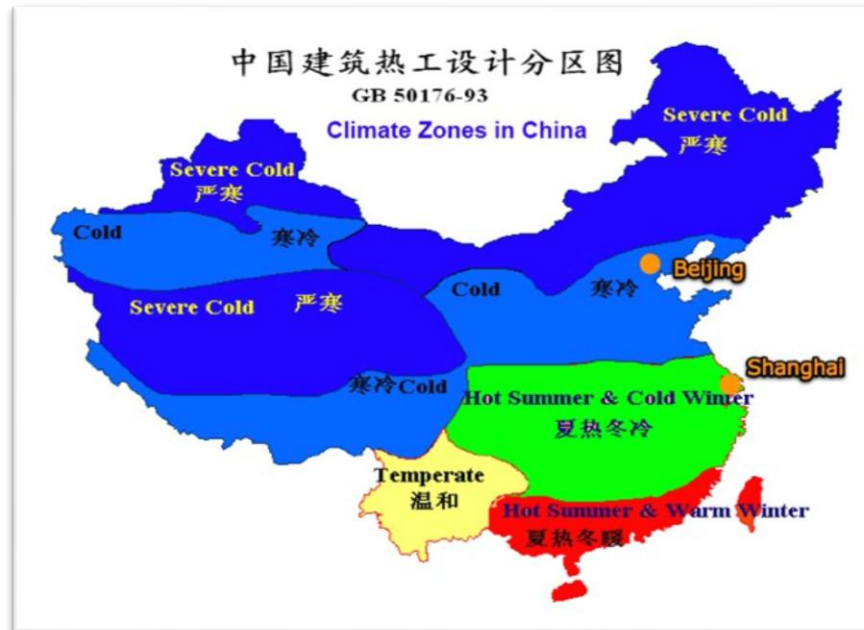 中国建筑热工设计分区图
GB 50176-93
Climate Zones in China
Severe Cold
严寒
Severe Cold
严寒
Cold 寒冷
Beijing
Cold 寒冷
Severe Cold 严寒
Shanghai
寒冷Cold
Hot Summer & Cold Winter
夏热冬冷
Temperate
温和
Hot Summer & Warm Winter
夏热冬暖